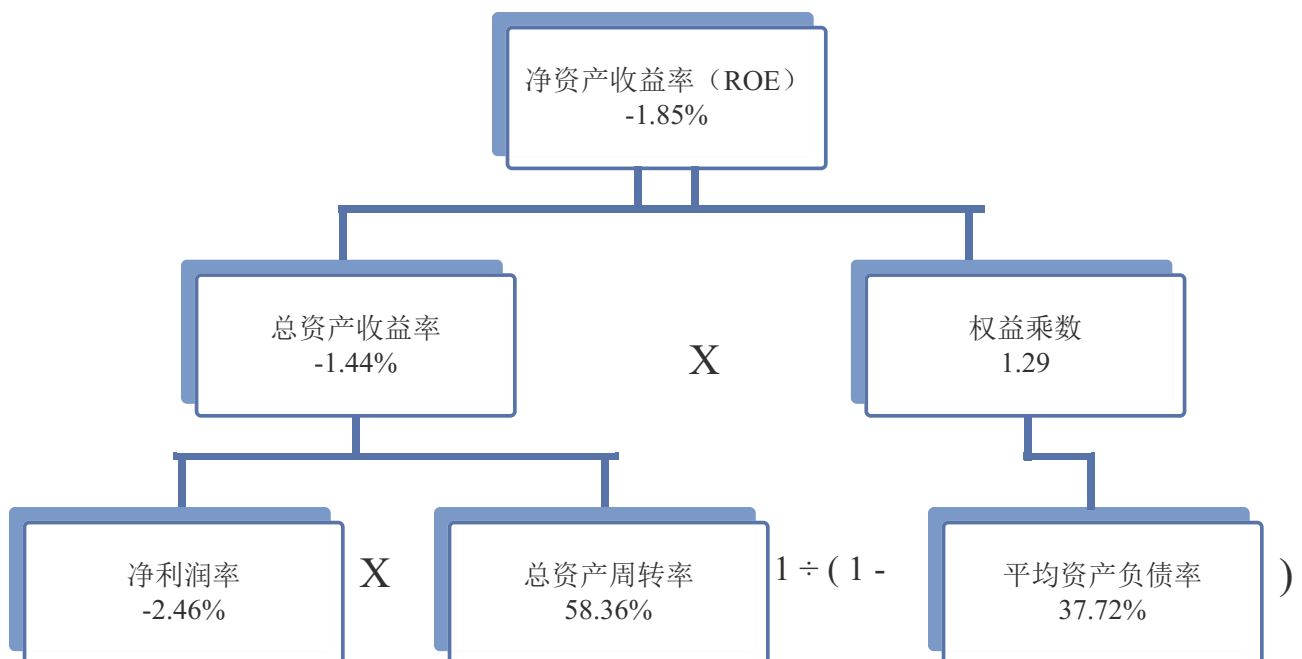 净资产收益率（ROE）
-1.85%
总资产收益率
-1.44%
X
权益乘数
1.29
净利润率
-2.46%
X
总资产周转率
58.36%
1 ÷ ( 1 -
平均资产负债率
37.72%
)